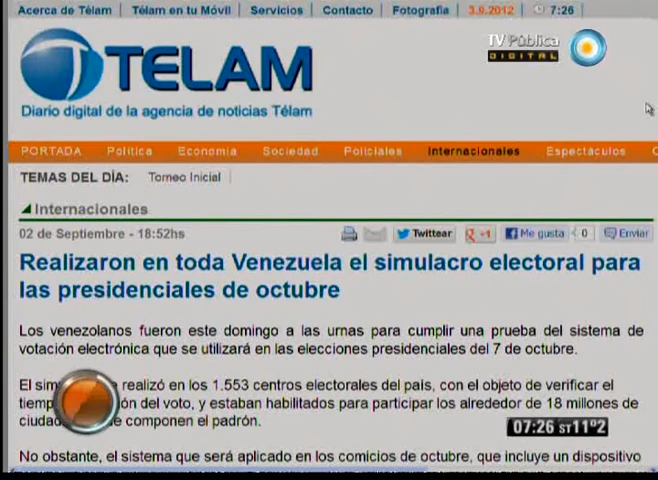 Acerca de Télam | Télam en tu Móvil | Servicios | Contacto | Fotografía | 3.9.2012 | 7:26
TV Pública
DIGITAL
TELAM
Diario digital de la agencia de noticias Télam
PORTADA Política Economía Sociedad Policiales Internacionales Espectáculos
TEMAS DEL DÍA: Torneo Inicial
Internacionales
02 de Septiembre - 18:52hs
Twittear +1 Me gusta 0 Enviar
Realizaron en toda Venezuela el simulacro electoral para
las presidenciales de octubre
Los venezolanos fueron este domingo a las urnas para cumplir una prueba del sistema de
votación electrónica que se utilizará en las elecciones presidenciales del 7 de octubre.
El sim realizó en los 1.553 centros electorales del país, con el objeto de verificar el
tiemp ón del voto, y estaban habilitados para participar los alrededor de 18 millones de
ciudad e componen el padrón.
07:26 ST11°2
No obstante, el sistema que será aplicado en los comicios de octubre, que incluye un dispositivo